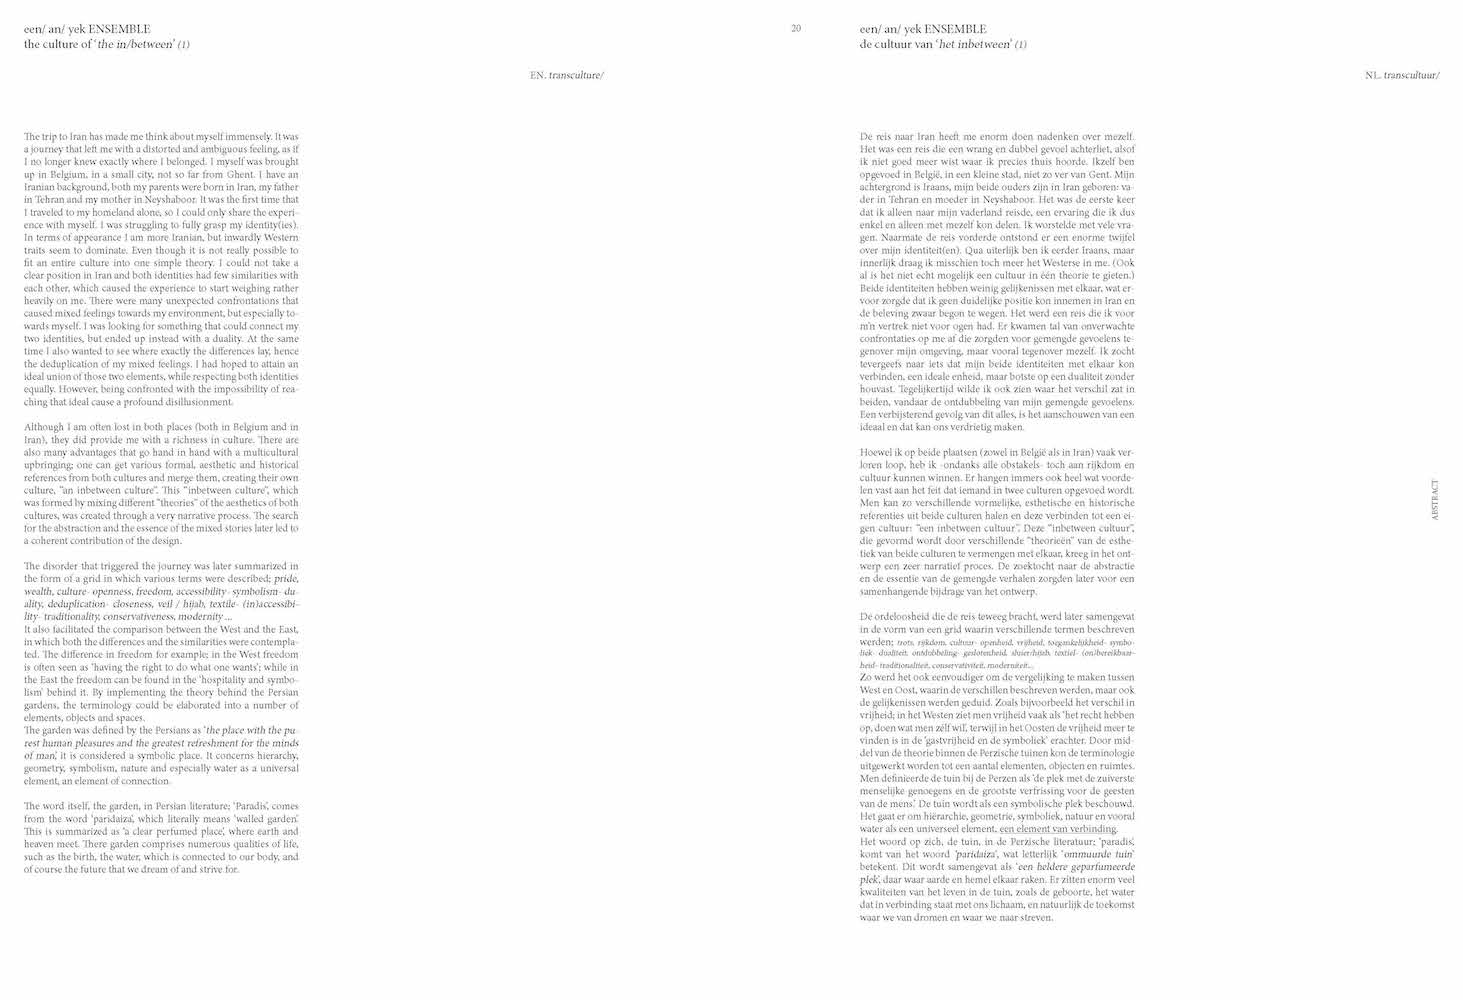 een/ an/ yek ENSEMBLE
the culture of ‘the in/between’ (1)
EN. transculture/
The trip to Iran has made me think about myself immensely. It was
a journey that left me with a distorted and ambiguous feeling, as if
I no longer knew exactly where I belonged. I myself was brought
up in Belgium, in a small city, not so far from Ghent. I have an
Iranian background, both my parents were born in Iran, my father
in Tehran and my mother in Neyshaboor. It was the first time that
I traveled to my homeland alone, so I could only share the experi-
ence with myself. I was struggling to fully grasp my identity(ies).
In terms of appearance I am more Iranian, but inwardly Western
traits seem to dominate. Even though it is not really possible to
fit an entire culture into one simple theory. I could not take a
clear position in Iran and both identities had few similarities with
each other, which caused the experience to start weighing rather
heavily on me. There were many unexpected confrontations that
caused mixed feelings towards my environment, but especially to-
wards myself. I was looking for something that could connect my
two identities, but ended up instead with a duality. At the same
time I also wanted to see where exactly the differences lay, hence
the deduplication of my mixed feelings. I had hoped to attain an
ideal union of those two elements, while respecting both identities
equally. However, being confronted with the impossibility of rea-
ching that ideal cause a profound disillusionment.
Although I am often lost in both places (both in Belgium and in
Iran), they did provide me with a richness in culture. There are
also many advantages that go hand in hand with a multicultural
upbringing; one can get various formal, aesthetic and historical
references from both cultures and merge them, creating their own
culture, “an inbetween culture”. This “inbetween culture”, which
was formed by mixing different “theories” of the aesthetics of both
cultures, was created through a very narrative process. The search
for the abstraction and the essence of the mixed stories later led to
a coherent contribution of the design.
The disorder that triggered the journey was later summarized in
the form of a grid in which various terms were described; pride,
wealth, culture- openness, freedom, accessibility- symbolism- du-
ality, deduplication- closeness, veil / hijab, textile- (in)accessibi-
lity- traditionality, conservativeness, modernity ...
It also facilitated the comparison between the West and the East,
in which both the differences and the similarities were contempla-
ted. The difference in freedom for example; in the West freedom
is often seen as ‘having the right to do what one wants’; while in
the East the freedom can be found in the ‘hospitality and symbo-
lism’ behind it. By implementing the theory behind the Persian
gardens, the terminology could be elaborated into a number of
elements, objects and spaces.
The garden was defined by the Persians as ‘the place with the pu-
rest human pleasures and the greatest refreshment for the minds
of man’, it is considered a symbolic place. It concerns hierarchy,
geometry, symbolism, nature and especially water as a universal
element, an element of connection.
The word itself, the garden, in Persian literature; ‘Paradis’, comes
from the word ‘paridaiza’, which literally means ‘walled garden’.
This is summarized as ‘a clear perfumed place’, where earth and
heaven meet. There garden comprises numerous qualities of life,
such as the birth, the water, which is connected to our body, and
of course the future that we dream of and strive for.
20
een/ an/ yek ENSEMBLE
de cultuur van ‘het inbetween’ (1)
NL. transcultuur/
De reis naar Iran heeft me enorm doen nadenken over mezelf.
Het was een reis die een wrang en dubbel gevoel achterliet, alsof
ik niet goed meer wist waar ik precies thuis hoorde. Ikzelf ben
opgevoed in België, in een kleine stad, niet zo ver van Gent. Mijn
achtergrond is Iraans, mijn beide ouders zijn in Iran geboren: va-
der in Tehran en moeder in Neyshaboor. Het was de eerste keer
dat ik alleen naar mijn vaderland reisde, een ervaring die ik dus
enkel en alleen met mezelf kon delen. Ik worstelde met vele vra-
gen. Naarmate de reis vorderde ontstond er een enorme twijfel
over mijn identiteit(en). Qua uiterlijk ben ik eerder Iraans, maar
innerlijk draag ik misschien toch meer het Westerse in me. (Ook
al is het niet echt mogelijk een cultuur in één theorie te gieten.)
Beide identiteiten hebben weinig gelijkenissen met elkaar, wat er-
voor zorgde dat ik geen duidelijke positie kon innemen in Iran en
de beleving zwaar begon te wegen. Het werd een reis die ik voor
m’n vertrek niet voor ogen had. Er kwamen tal van onverwachte
confrontaties op me af die zorgden voor gemengde gevoelens te-
genover mijn omgeving, maar vooral tegenover mezelf. Ik zocht
tevergeefs naar iets dat mijn beide identiteiten met elkaar kon
verbinden, een ideale eenheid, maar botste op een dualiteit zonder
houvast. Tegelijkertijd wilde ik ook zien waar het verschil zat in
beiden, vandaar de ontdubbeling van mijn gemengde gevoelens.
Een verbijsterend gevolg van dit alles, is het aanschouwen van een
ideaal en dat kan ons verdrietig maken.
Hoewel ik op beide plaatsen (zowel in België als in Iran) vaak ver-
loren loop, heb ik -ondanks alle obstakels- toch aan rijkdom en
cultuur kunnen winnen. Er hangen immers ook heel wat voorde-
len vast aan het feit dat iemand in twee culturen opgevoed wordt.
Men kan zo verschillende vormelijke, esthetische en historische
referenties uit beide culturen halen en deze verbinden tot een ei-
gen cultuur: “een inbetween cultuur”. Deze “inbetween cultuur”,
die gevormd wordt door verschillende “theorieën” van de esthe-
tiek van beide culturen te vermengen met elkaar, kreeg in het ont-
werp een zeer narratief proces. De zoektocht naar de abstractie
en de essentie van de gemengde verhalen zorgden later voor een
samenhangende bijdrage van het ontwerp.
De ordeloosheid die de reis teweeg bracht, werd later samengevat
in de vorm van een grid waarin verschillende termen beschreven
werden; trots, rijkdom, cultuur- openheid, vrijheid, toegankelijkheid- symbo-
liek- dualiteit, ontdubbeling- geslotenheid, sluier/hijab, textiel- (on)bereikbaar-
heid- traditionaliteit, conservativiteit, moderniteit...
Zo werd het ook eenvoudiger om de vergelijking te maken tussen
West en Oost, waarin de verschillen beschreven werden, maar ook
de gelijkenissen werden geduid. Zoals bijvoorbeeld het verschil in
vrijheid; in het Westen ziet men vrijheid vaak als ‘het recht hebben
op, doen wat men zélf wil’, terwijl in het Oosten de vrijheid meer te
vinden is in de ‘gastvrijheid en de symboliek’ erachter. Door mid-
del van de theorie binnen de Perzische tuinen kon de terminologie
uitgewerkt worden tot een aantal elementen, objecten en ruimtes.
Men definieerde de tuin bij de Perzen als ‘de plek met de zuiverste
menselijke genoegens en de grootste verfrissing voor de geesten
van de mens.’ De tuin wordt als een symbolische plek beschouwd.
Het gaat er om hiërarchie, geometrie, symboliek, natuur en vooral
water als een universeel element, een element van verbinding.
Het woord op zich, de tuin, in de Perzische literatuur; ‘paradis’,
komt van het woord ‘paridaiza’, wat letterlijk ‘ommuurde tuin’
betekent. Dit wordt samengevat als ‘een heldere geparfumeerde
plek’, daar waar aarde en hemel elkaar raken. Er zitten enorm veel
kwaliteiten van het leven in de tuin, zoals de geboorte, het water
dat in verbinding staat met ons lichaam, en natuurlijk de toekomst
waar we van dromen en waar we naar streven.
ABSTRACT